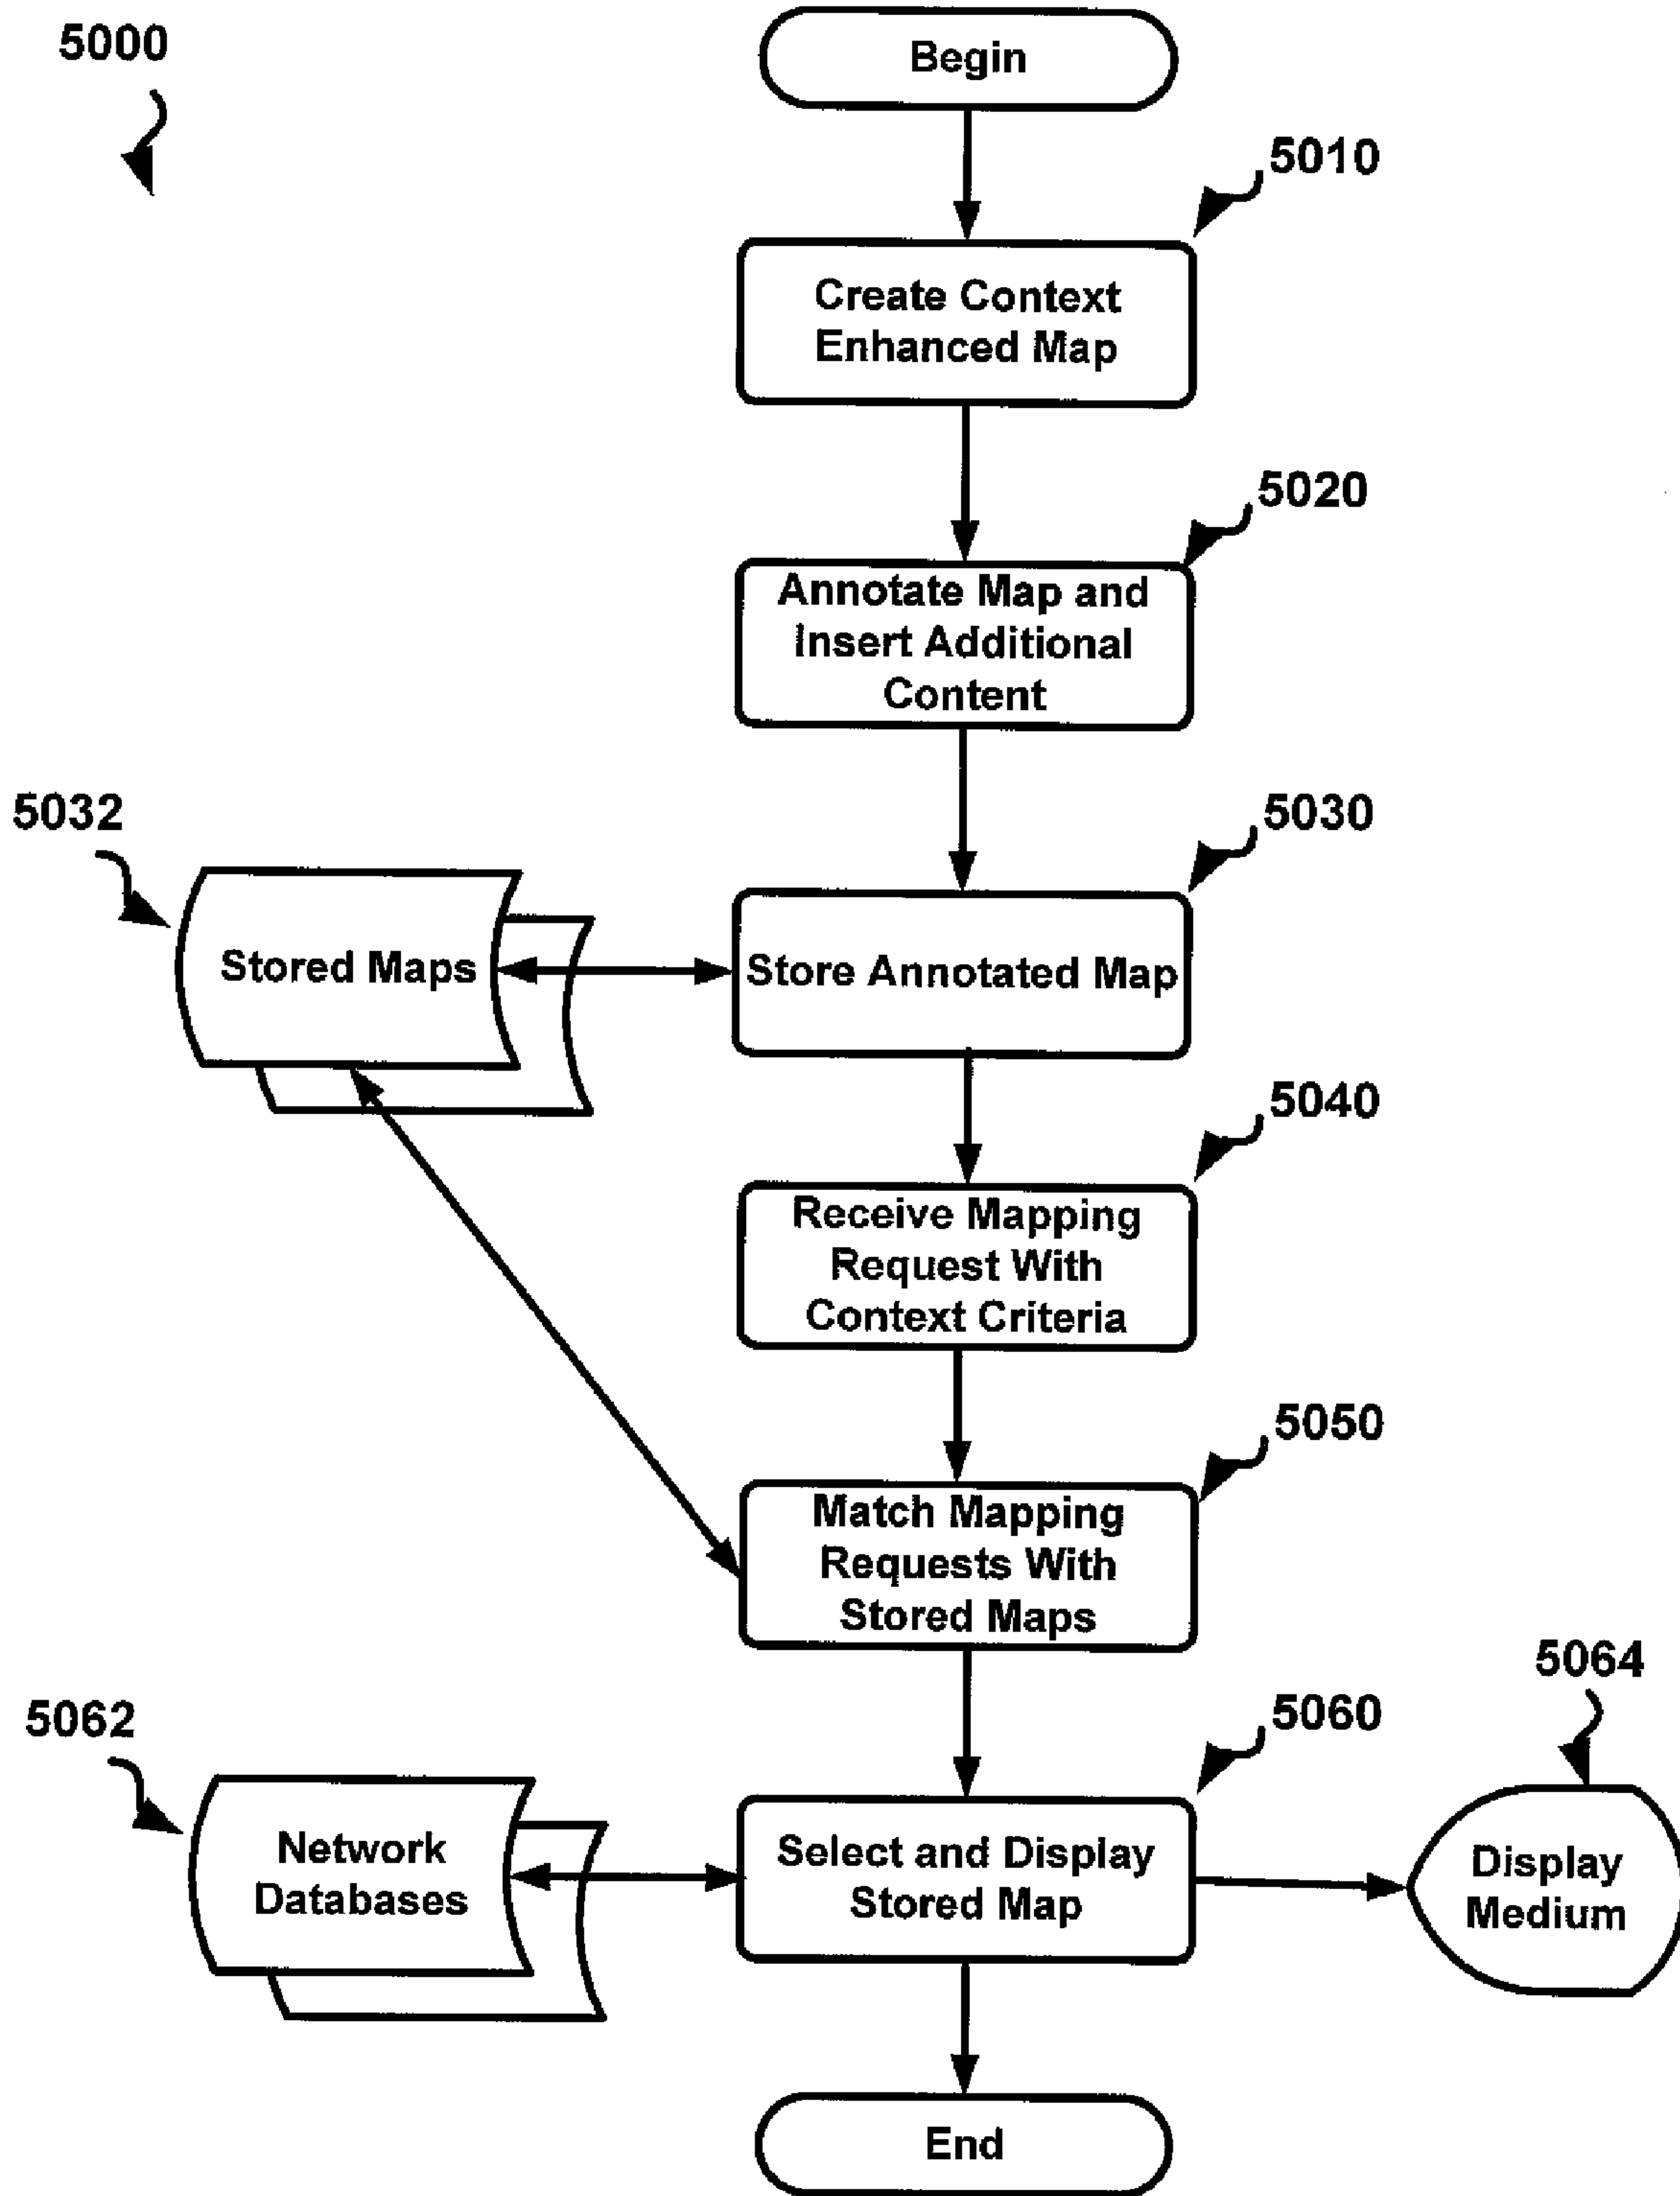 5000
Begin
5010
Create Context
Enhanced Map
5020
Annotate Map and
Insert Additional
Content
5032
5030
Stored Maps
Store Annotated Map
5040
Receive Mapping
Request With
Context Criteria
5050
Match Mapping
Requests With
Stored Maps
5064
5062
5060
Network
Databases
Select and Display
Stored Map
Display
Medium
End